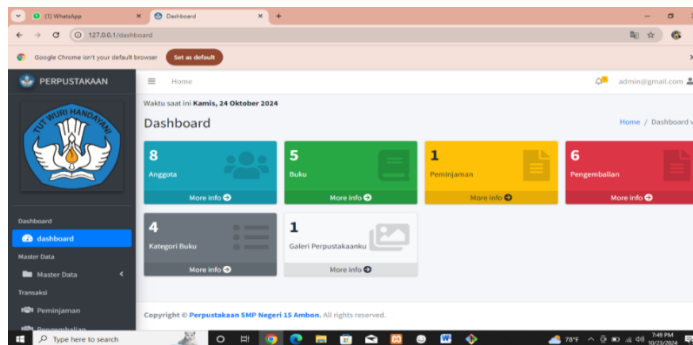 (1) WhatsApp
Dashboard
127.0.0.1/dashboard
Google Chrome isn't your default browser
Set as default
PERPUSTAKAAN
Home
admin@gmail.com
Waktu saat ini Kamis, 24 Oktober 2024
Dashboard
Home / Dashboard v
TUT WURI HANDAYANI
8
Anggota
More info
5
Buku
More info
1
Peminjaman
More info
6
Pengembalian
More info
4
Kategori Buku
More info
1
Galeri Perpustakaanku
More info
Dashboard
dashboard
Master Data
Master Data
Transaksi
Peminjaman
Pengembalian
Copyright © Perpustakaan SMP Negeri 15 Ambon. All rights reserved.
Type here to search
78°F
7:49 PM
10/23/2024